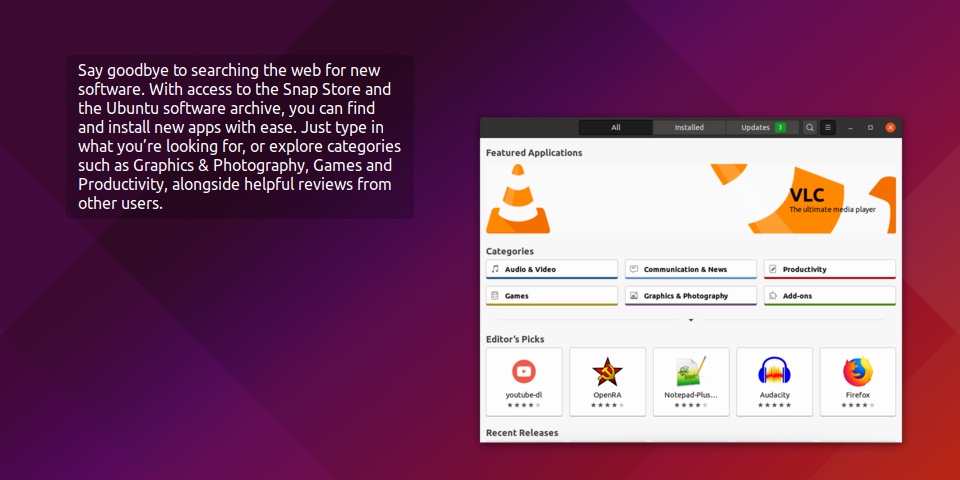 Say goodbye to searching the web for new
software. With access to the Snap Store and
the Ubuntu software archive, you can find
and install new apps with ease. Just type in
what you're looking for, or explore categories
such as Graphics & Photography, Games and
Productivity, alongside helpful reviews from
other users.
All Installed Updates 3
Featured Applications
VLC
The ultimate media player
Categories
Audio & Video Communication & News Productivity
Games Graphics & Photography Add-ons
Editor's Picks
youtube-dl OpenRA Notepad-Plus... Audacity Firefox
Recent Releases